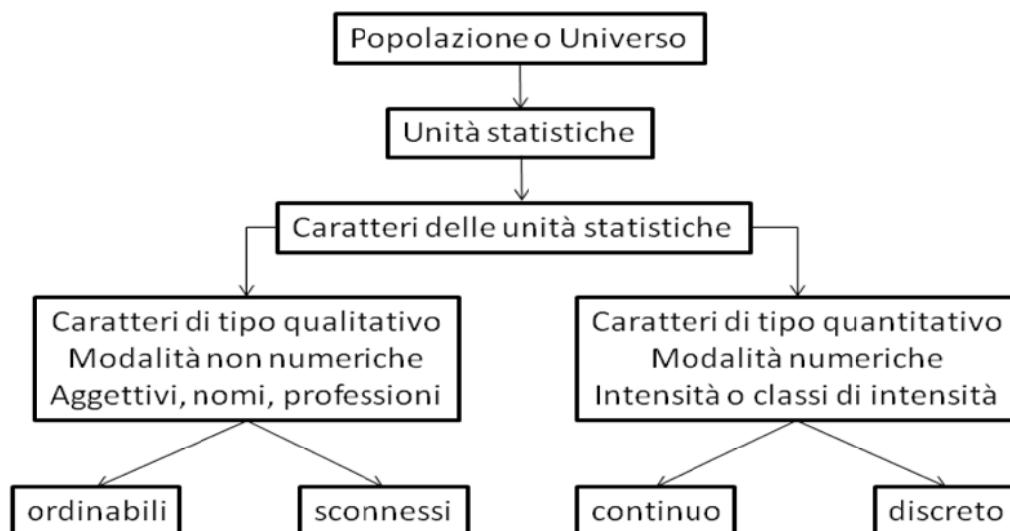 Popolazione o Universo
Unità statistiche
Caratteri delle unità statistiche
Caratteri di tipo qualitativo
Modalità non numeriche
Aggettivi, nomi, professioni
Caratteri di tipo quantitativo
Modalità numeriche
Intensità o classi di intensità
ordinabili
sconnessi
continuo
discreto